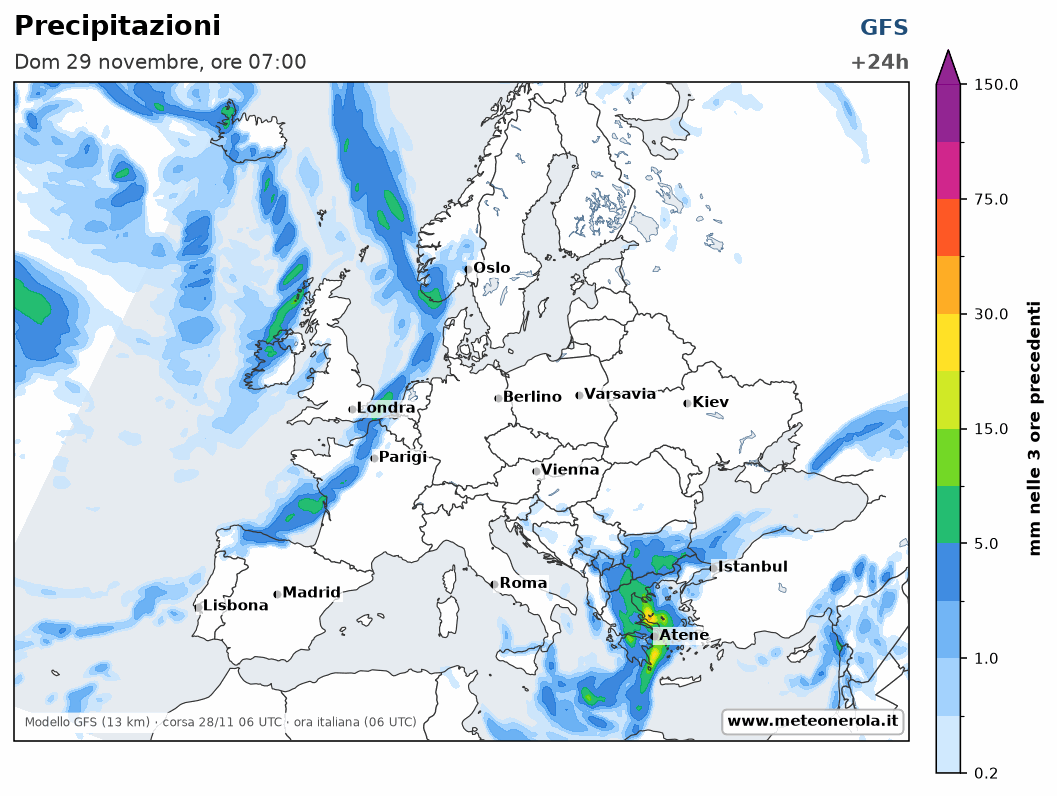 Precipitazioni
GFS
Dom 29 novembre, ore 07:00
+24h
150.0
75.0
30.0
15.0
5.0
1.0
0.2
mm nelle 3 ore precedenti
Oslo
Londra
Berlino
Varsavia
Kiev
Parigi
Vienna
Istanbul
Roma
Madrid
Lisbona
Atene
Modello GFS (13 km) · corsa 28/11 06 UTC · ora italiana (06 UTC)
www.meteonerola.it